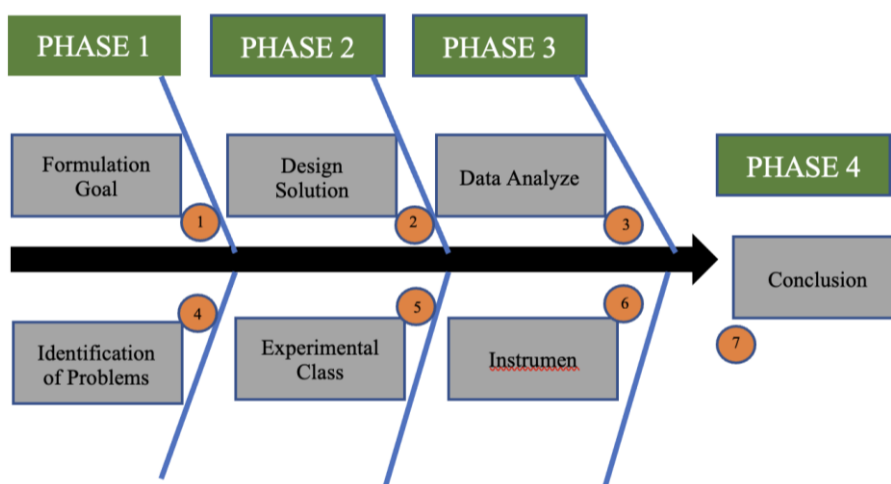 PHASE 1
PHASE 2
PHASE 3
PHASE 4
Formulation
Goal
1
Design
Solution
2
Data Analyze
3
Identification
of Problems
4
Experimental
Class
5
Instrumen
6
Conclusion
7